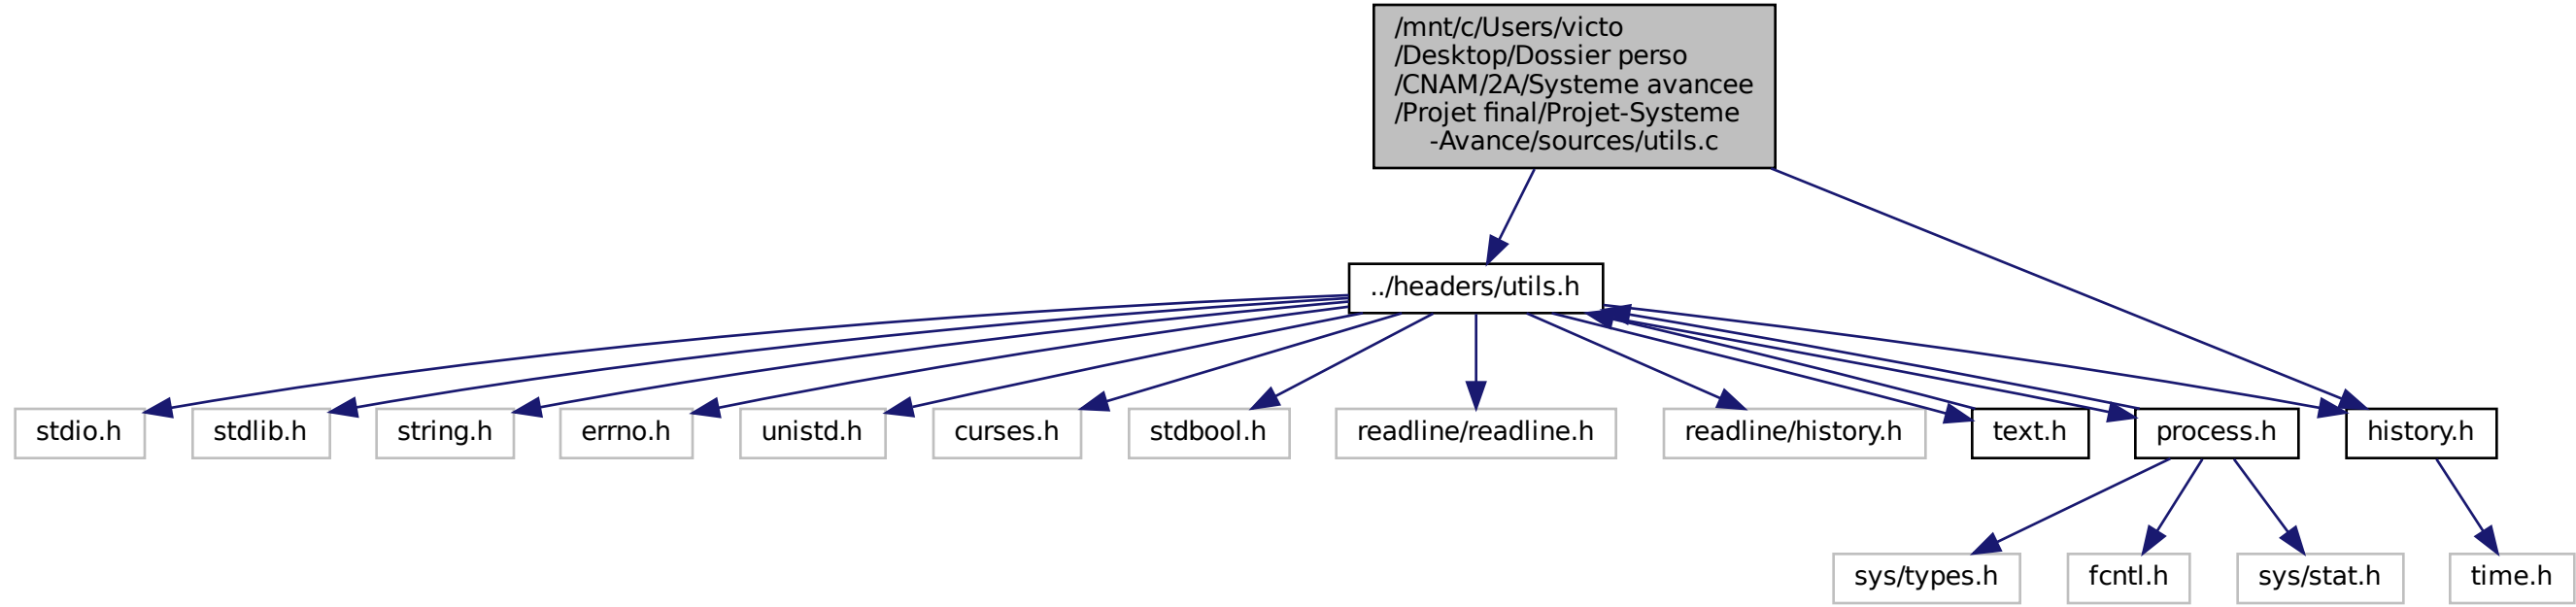 /mnt/c/Users/victo
/Desktop/Dossier perso
/CNAM/2A/Systeme avancee
/Projet final/Projet-Systeme
-Avance/sources/utils.c
../headers/utils.h
stdio.h
stdlib.h
string.h
errno.h
unistd.h
curses.h
stdbool.h
readline/readline.h
readline/history.h
text.h
process.h
history.h
sys/types.h
fcntl.h
sys/stat.h
time.h